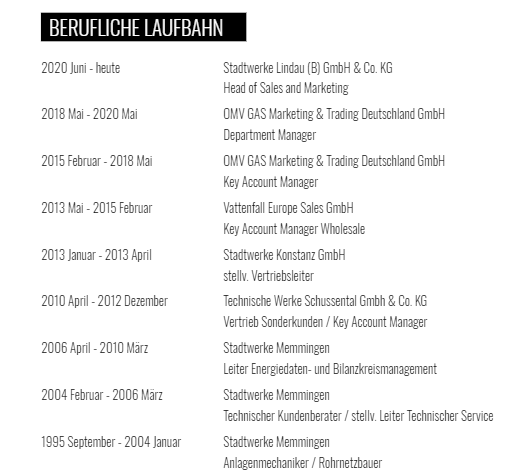 BERUFLICHE LAUFBAHN
2020 Juni - heute Stadtwerke Lindau (B) GmbH & Co. KG
Head of Sales and Marketing
2018 Mai - 2020 Mai OMV GAS Marketing & Trading Deutschland GmbH
Department Manager
2015 Februar - 2018 Mai OMV GAS Marketing & Trading Deutschland GmbH
Key Account Manager
2013 Mai - 2015 Februar Vattenfall Europe Sales GmbH
Key Account Manager Wholesale
2013 Januar - 2013 April Stadtwerke Konstanz GmbH
stellv. Vertriebsleiter
2010 April - 2012 Dezember Technische Werke Schussental Gmbh & Co. KG
Vertrieb Sonderkunden / Key Account Manager
2006 April - 2010 März Stadtwerke Memmingen
Leiter Energiedaten- und Bilanzkreismanagement
2004 Februar - 2006 März Stadtwerke Memmingen
Technischer Kundenberater / stellv. Leiter Technischer Service
1995 September - 2004 Januar Stadtwerke Memmingen
Anlagenmechaniker / Rohrnetzbauer